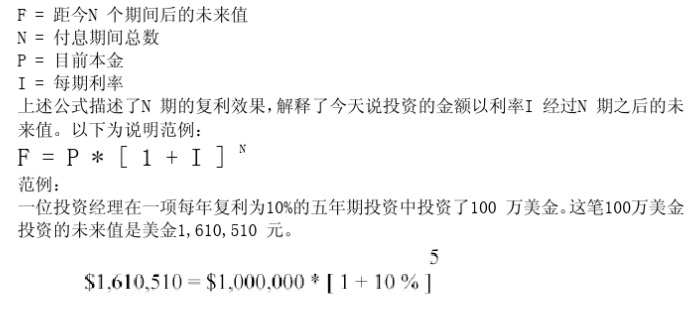 F = 距今N 个期间后的未来值
N = 付息期间总数
P = 目前本金
I = 每期利率
上述公式描述了N 期的复利效果,解释了今天说投资的金额以利率I 经过N 期之后的未
来值。以下为说明范例:
F = P * [ 1 + I ] N
范例:
一位投资经理在一项每年复利为10%的五年期投资中投资了100 万美金。这笔100万美金
投资的未来值是美金1,610,510 元。
5
$1,610,510 = $1,000,000 * [ 1 + 10 % ]